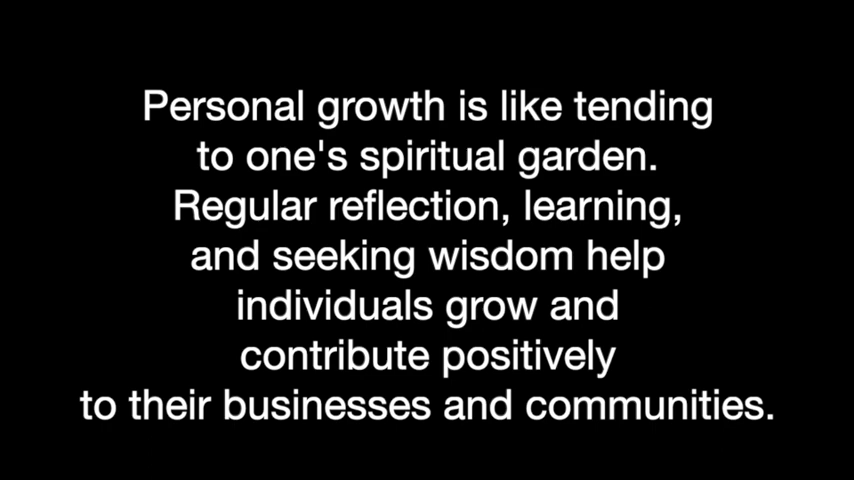 Personal growth is like tending
to one's spiritual garden.
Regular reflection, learning,
and seeking wisdom help
individuals grow and
contribute positively
to their businesses and communities.